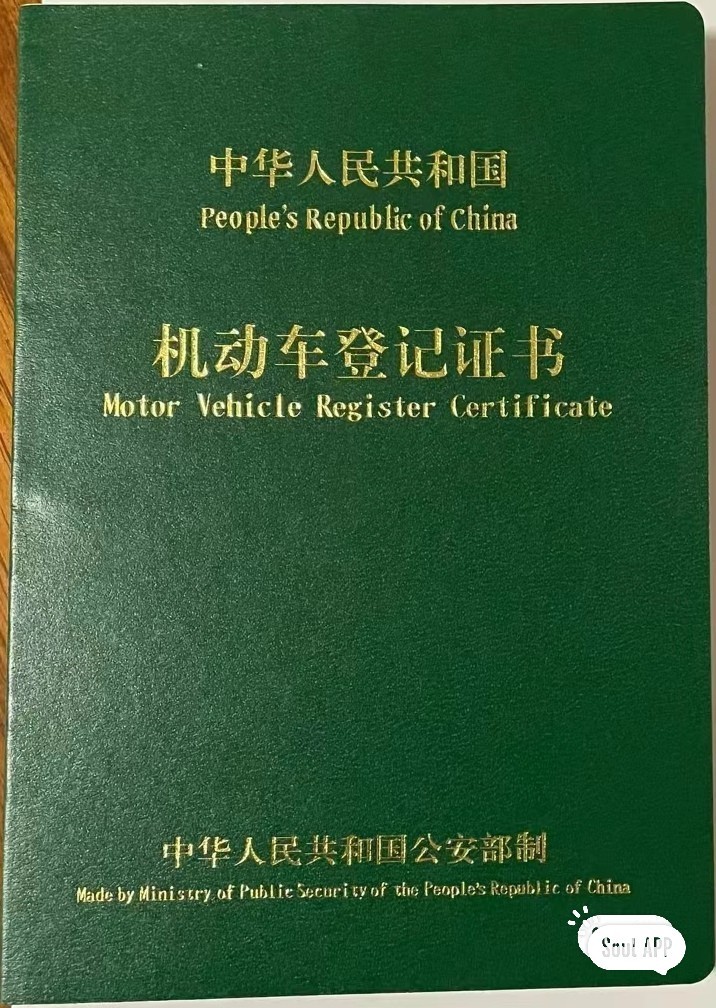 中华人民共和国
People's Republic of China
机动车登记证书
Motor Vehicle Register Certificate
中华人民共和国公安部制
Made by Ministry of Public Security of the People's Republic of China
Soul APP